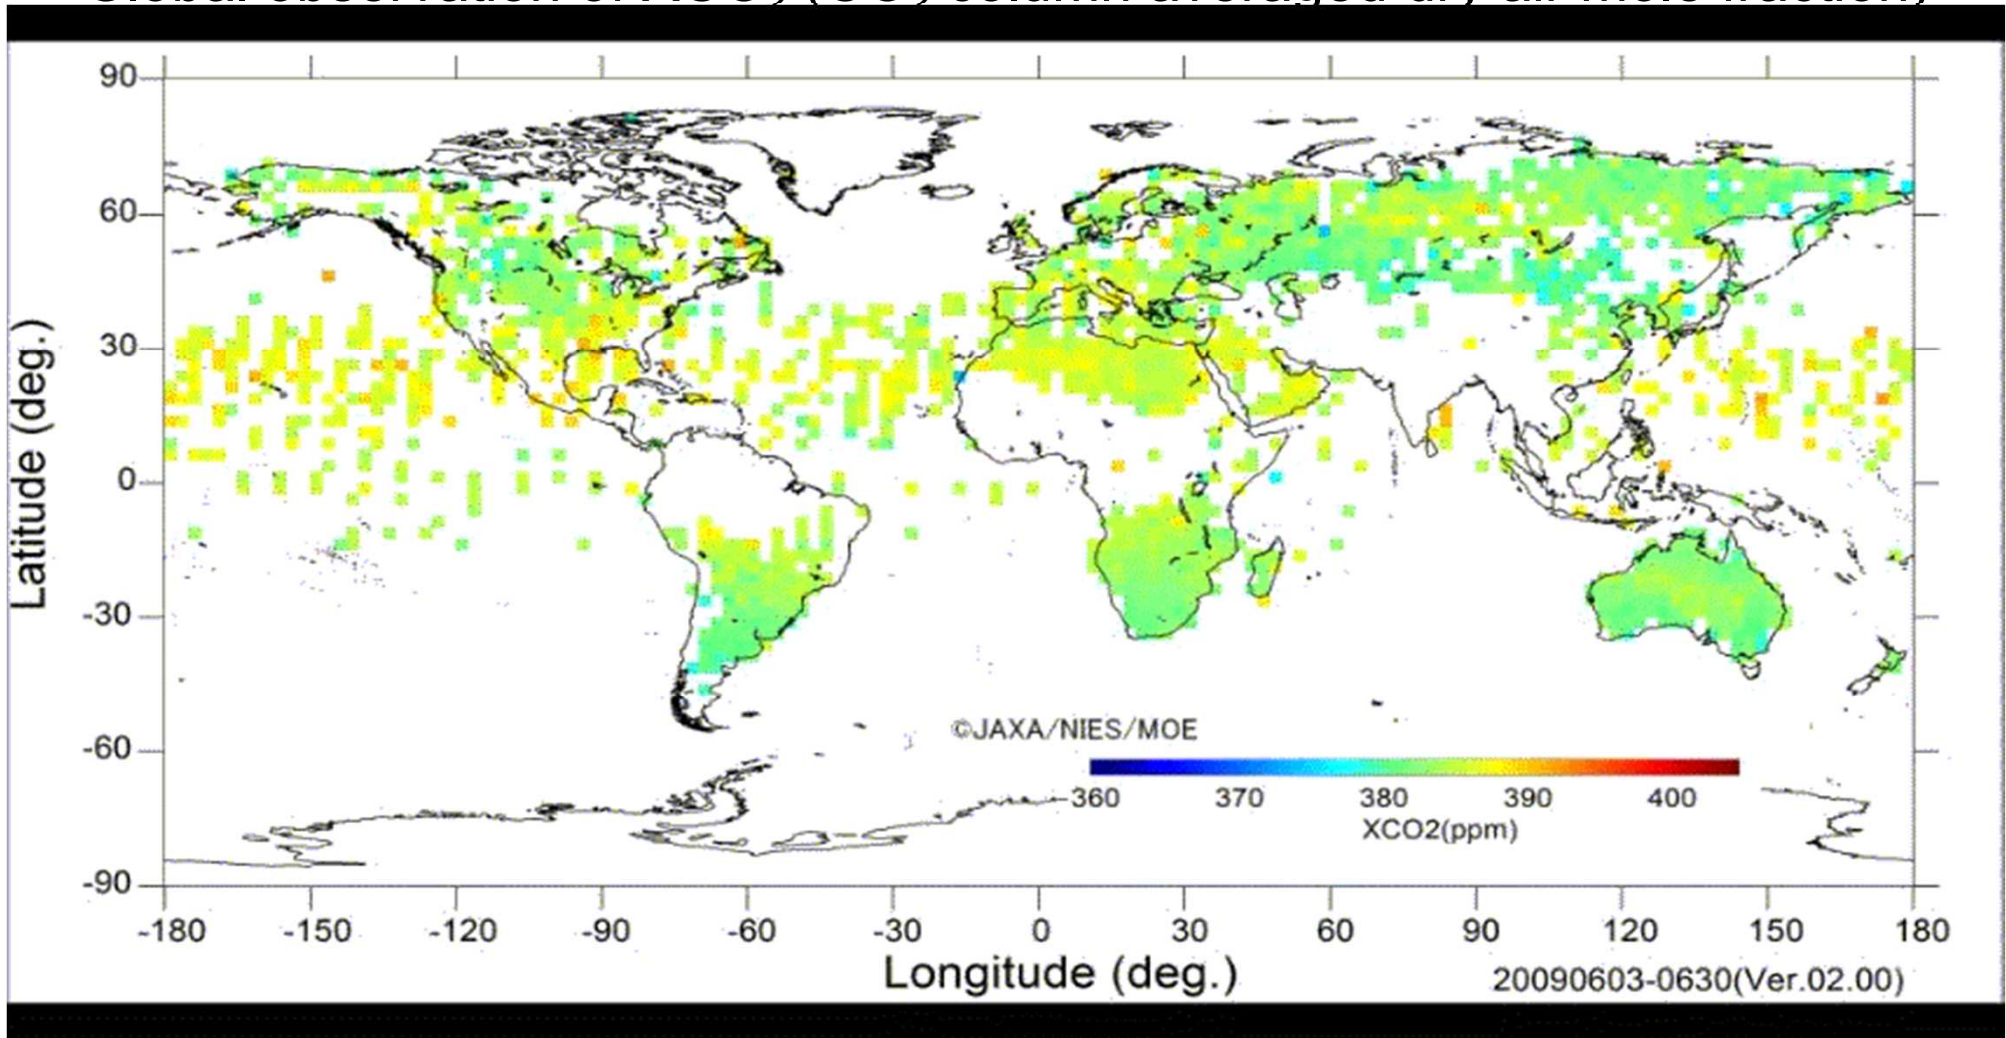 90
60
30
0
-30
-60
-90
Latitude (deg.)
©JAXA/NIES/MOE
360 370 380 390 400
XCO2(ppm)
-180 -150 -120 -90 -60 -30 0 30 60 90 120 150 180
Longitude (deg.)
20090603-0630(Ver.02.00)